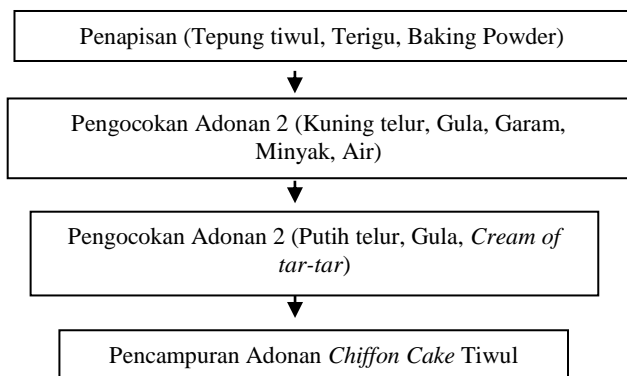 Penapisan (Tepung tiwul, Terigu, Baking Powder)
Pengocokan Adonan 2 (Kuning telur, Gula, Garam,
Minyak, Air)
Pengocokan Adonan 2 (Putih telur, Gula, Cream of
tar-tar)
Pencampuran Adonan Chiffon Cake Tiwul